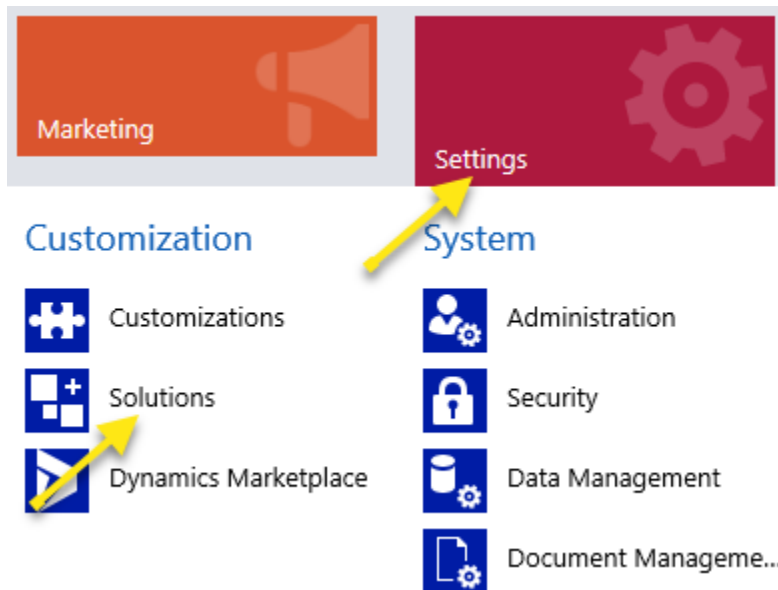 Marketing
Settings
Customization
System
Customizations
Administration
Solutions
Security
Dynamics Marketplace
Data Management
Document Manageme...